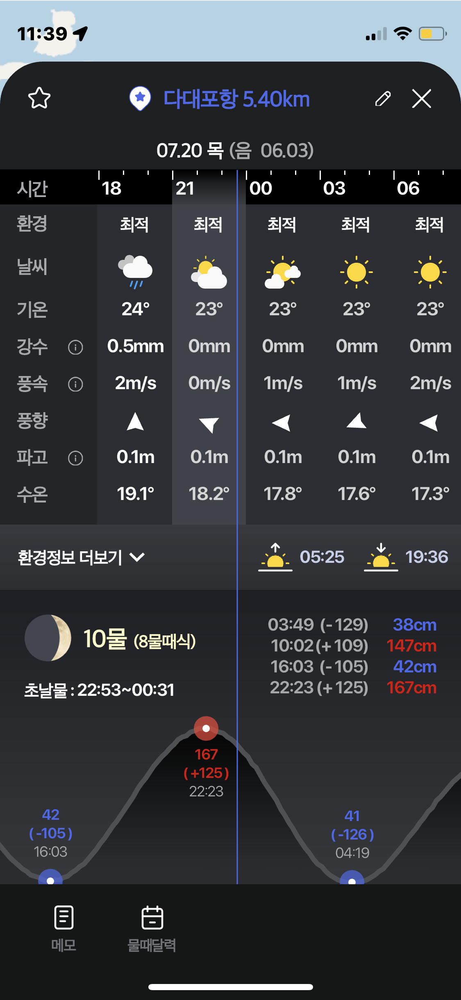 11:39
다대포항 5.40km
07.20 목 (음 06.03)
시간 18 21 00 03 06
환경 최적 최적 최적 최적 최적
날씨
기온 24° 23° 23° 23° 23°
강수 0.5mm 0mm 0mm 0mm 0mm
풍속 2m/s 0m/s 1m/s 1m/s 2m/s
풍향
파고 0.1m 0.1m 0.1m 0.1m 0.1m
수온 19.1° 18.2° 17.8° 17.6° 17.3°
환경정보 더보기 05:25 19:36
10물 (8물때식)
초날물 : 22:53~00:31
03:49 (-129) 38cm
10:02 (+109) 147cm
16:03 (-105) 42cm
22:23 (+125) 167cm
167
(+125)
22:23
42
(-105)
16:03
41
(-126)
04:19
메모 물때달력